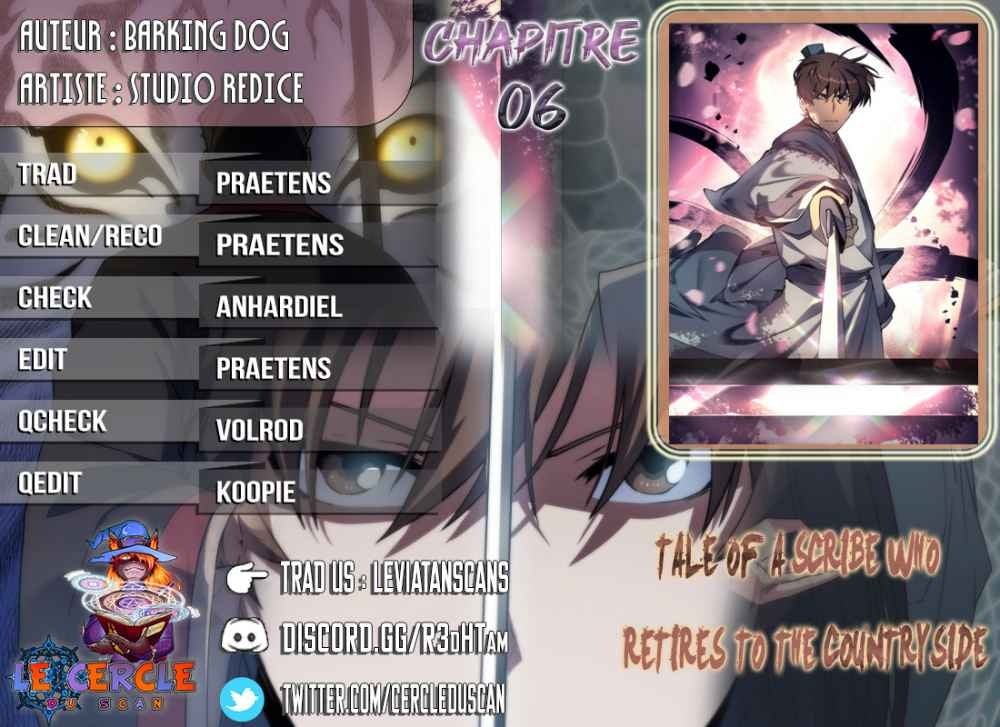 AUTEUR : BARKING DOG
ARTISTE : STUDIO REDICE
CHAPITRE
06
TRAD
PRAETENS
CLEAN/RECO
PRAETENS
CHECK
ANHARDIEL
EDIT
PRAETENS
QCHECK
VOLROD
QEDIT
KOOPIE
TRAD US : LEVIATANSCANS
DISCORD.GG/R3DHTAM
TWITTER.COM/CERCLEDUSCAN
LE CERCLE
DU SCAN
TALE OF A SCRIBE WHO
RETIRES TO THE COUNTRYSIDE